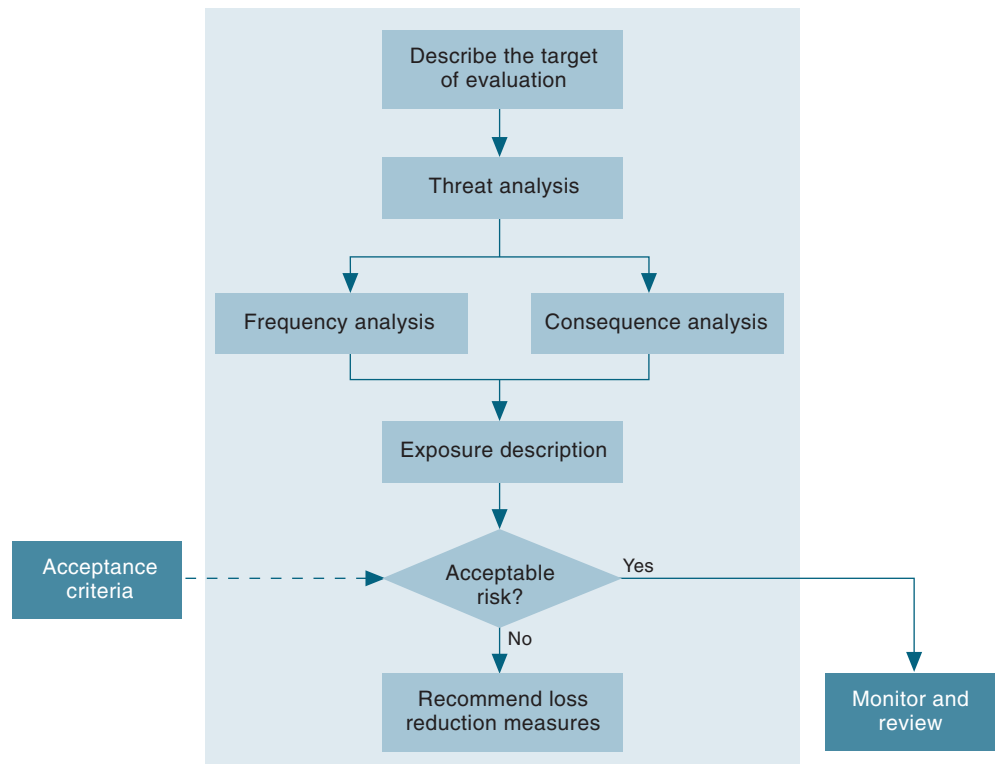 Describe the target
of evaluation
Threat analysis
Frequency analysis
Consequence analysis
Exposure description
Acceptance
criteria
Acceptable
risk?
Yes
No
Recommend loss
reduction measures
Monitor and
review